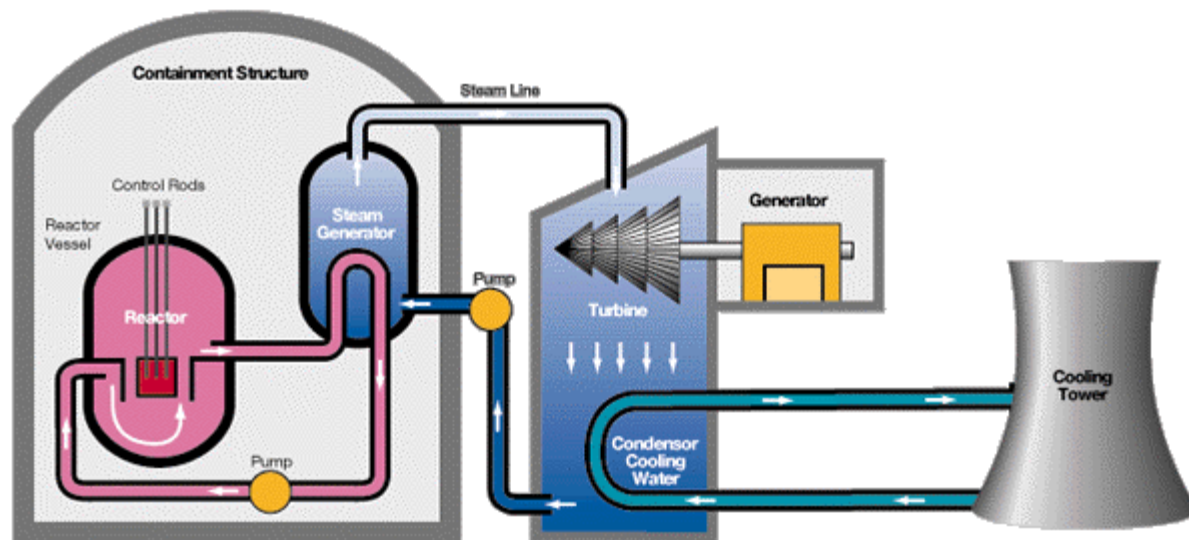 Containment Structure
Steam Line
Control Rods
Reactor
Vessel
Steam
Generator
Generator
Pump
Reactor
Turbine
Cooling
Tower
Condensor
Cooling
Water
Pump